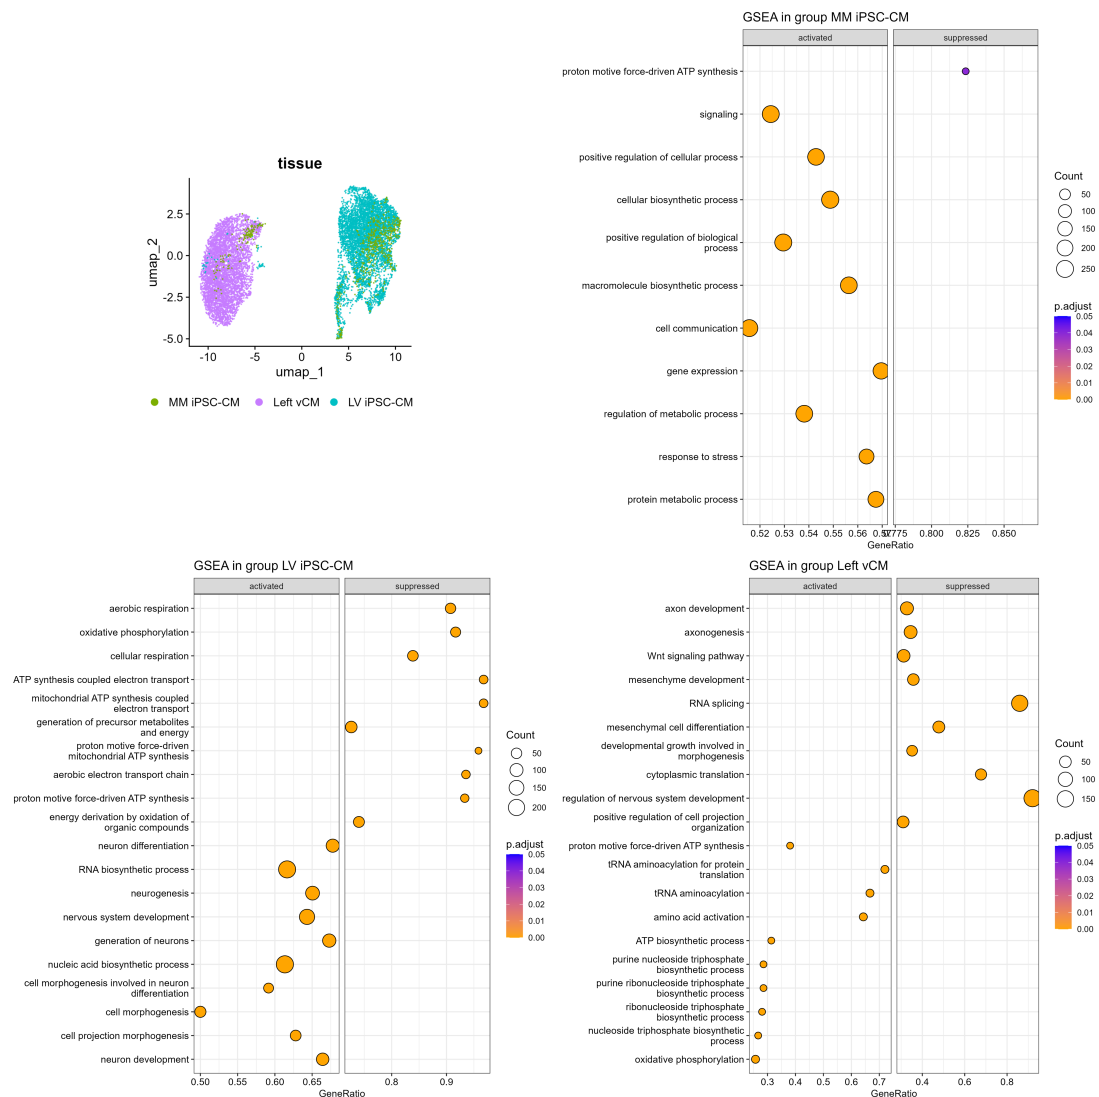 GSEA in group MM iPSC-CM
activated
suppressed
proton motive force-driven ATP synthesis
signaling
positive regulation of cellular process
cellular biosynthetic process
positive regulation of biological
process
macromolecule biosynthetic process
cell communication
gene expression
regulation of metabolic process
response to stress
protein metabolic process
0.52 0.53 0.54 0.55 0.56 0.57
0.775 0.800 0.825 0.850
GeneRatio
Count
50
100
150
200
250
p.adjust
0.05
0.04
0.03
0.02
0.01
0.00
tissue
2.5
0.0
-2.5
-5.0
umap_2
-10 -5 0 5 10
umap_1
MM iPSC-CM
Left vCM
LV iPSC-CM
GSEA in group LV iPSC-CM
activated
suppressed
aerobic respiration
oxidative phosphorylation
cellular respiration
ATP synthesis coupled electron transport
mitochondrial ATP synthesis coupled
electron transport
generation of precursor metabolites
and energy
proton motive force-driven
mitochondrial ATP synthesis
aerobic electron transport chain
proton motive force-driven ATP synthesis
energy derivation by oxidation of
organic compounds
neuron differentiation
RNA biosynthetic process
neurogenesis
nervous system development
generation of neurons
nucleic acid biosynthetic process
cell morphogenesis involved in neuron
differentiation
cell morphogenesis
cell projection morphogenesis
neuron development
0.50 0.55 0.60 0.65
0.8 0.9
GeneRatio
Count
50
100
150
200
p.adjust
0.05
0.04
0.03
0.02
0.01
0.00
GSEA in group Left vCM
activated
suppressed
axon development
axonogenesis
Wnt signaling pathway
mesenchyme development
RNA splicing
mesenchymal cell differentiation
developmental growth involved in
morphogenesis
cytoplasmic translation
regulation of nervous system development
positive regulation of cell projection
organization
proton motive force-driven ATP synthesis
tRNA aminoacylation for protein
translation
tRNA aminoacylation
amino acid activation
ATP biosynthetic process
purine nucleoside triphosphate
biosynthetic process
purine ribonucleoside triphosphate
biosynthetic process
ribonucleoside triphosphate
biosynthetic process
nucleoside triphosphate biosynthetic
process
oxidative phosphorylation
0.3 0.4 0.5 0.6 0.7
0.4 0.6 0.8
GeneRatio
Count
50
100
150
p.adjust
0.05
0.04
0.03
0.02
0.01
0.00